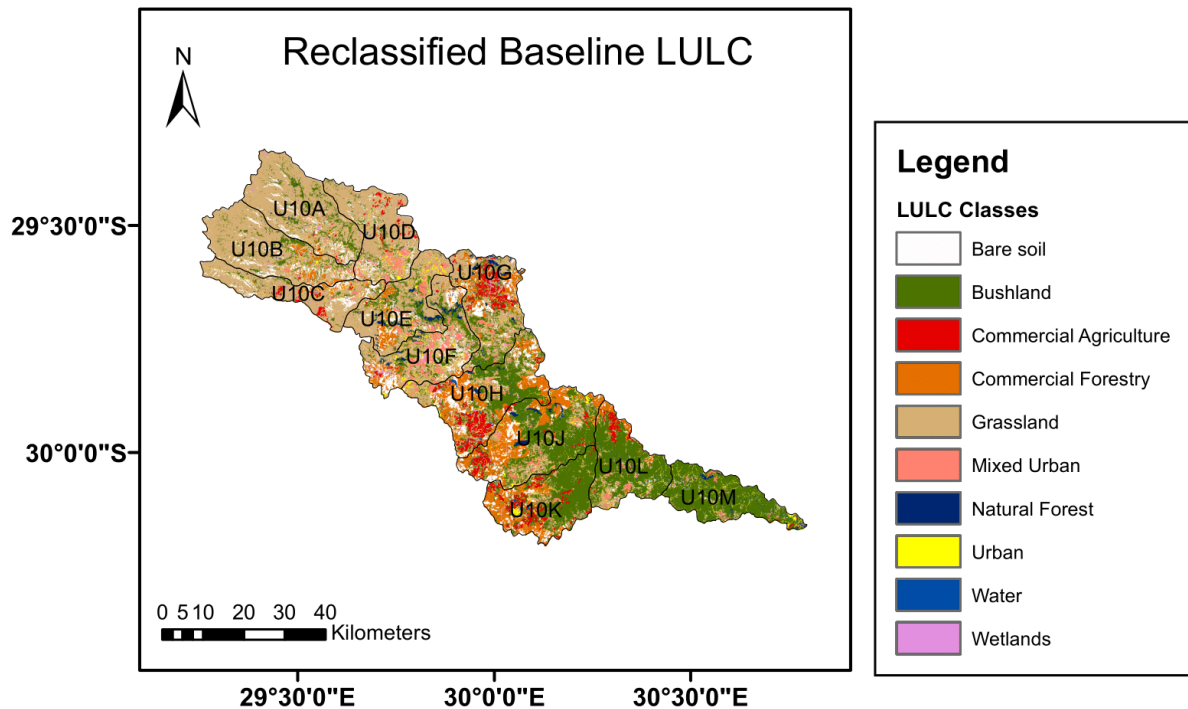 Reclassified Baseline LULC
N
29°30'0"S
30°0'0"S
U10A
U10D
U10B
U10G
U10C
U10E
U10F
U10H
U10J
U10L
U10M
U10K
0 5 10 20 30 40
Kilometers
29°30'0"E
30°0'0"E
30°30'0"E
Legend
LULC Classes
Bare soil
Bushland
Commercial Agriculture
Commercial Forestry
Grassland
Mixed Urban
Natural Forest
Urban
Water
Wetlands